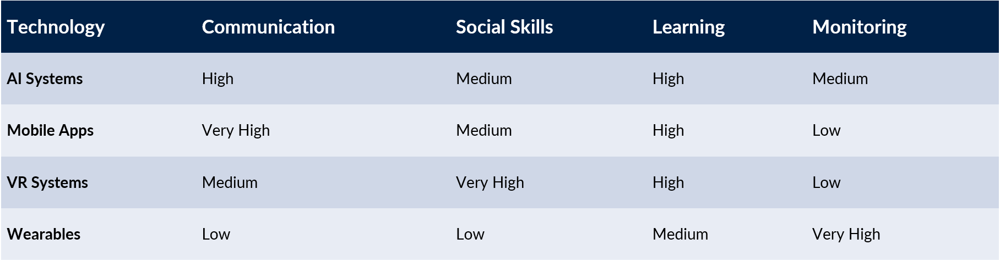 Technology Communication Social Skills Learning Monitoring
AI Systems High Medium High Medium
Mobile Apps Very High Medium High Low
VR Systems Medium Very High High Low
Wearables Low Low Medium Very High